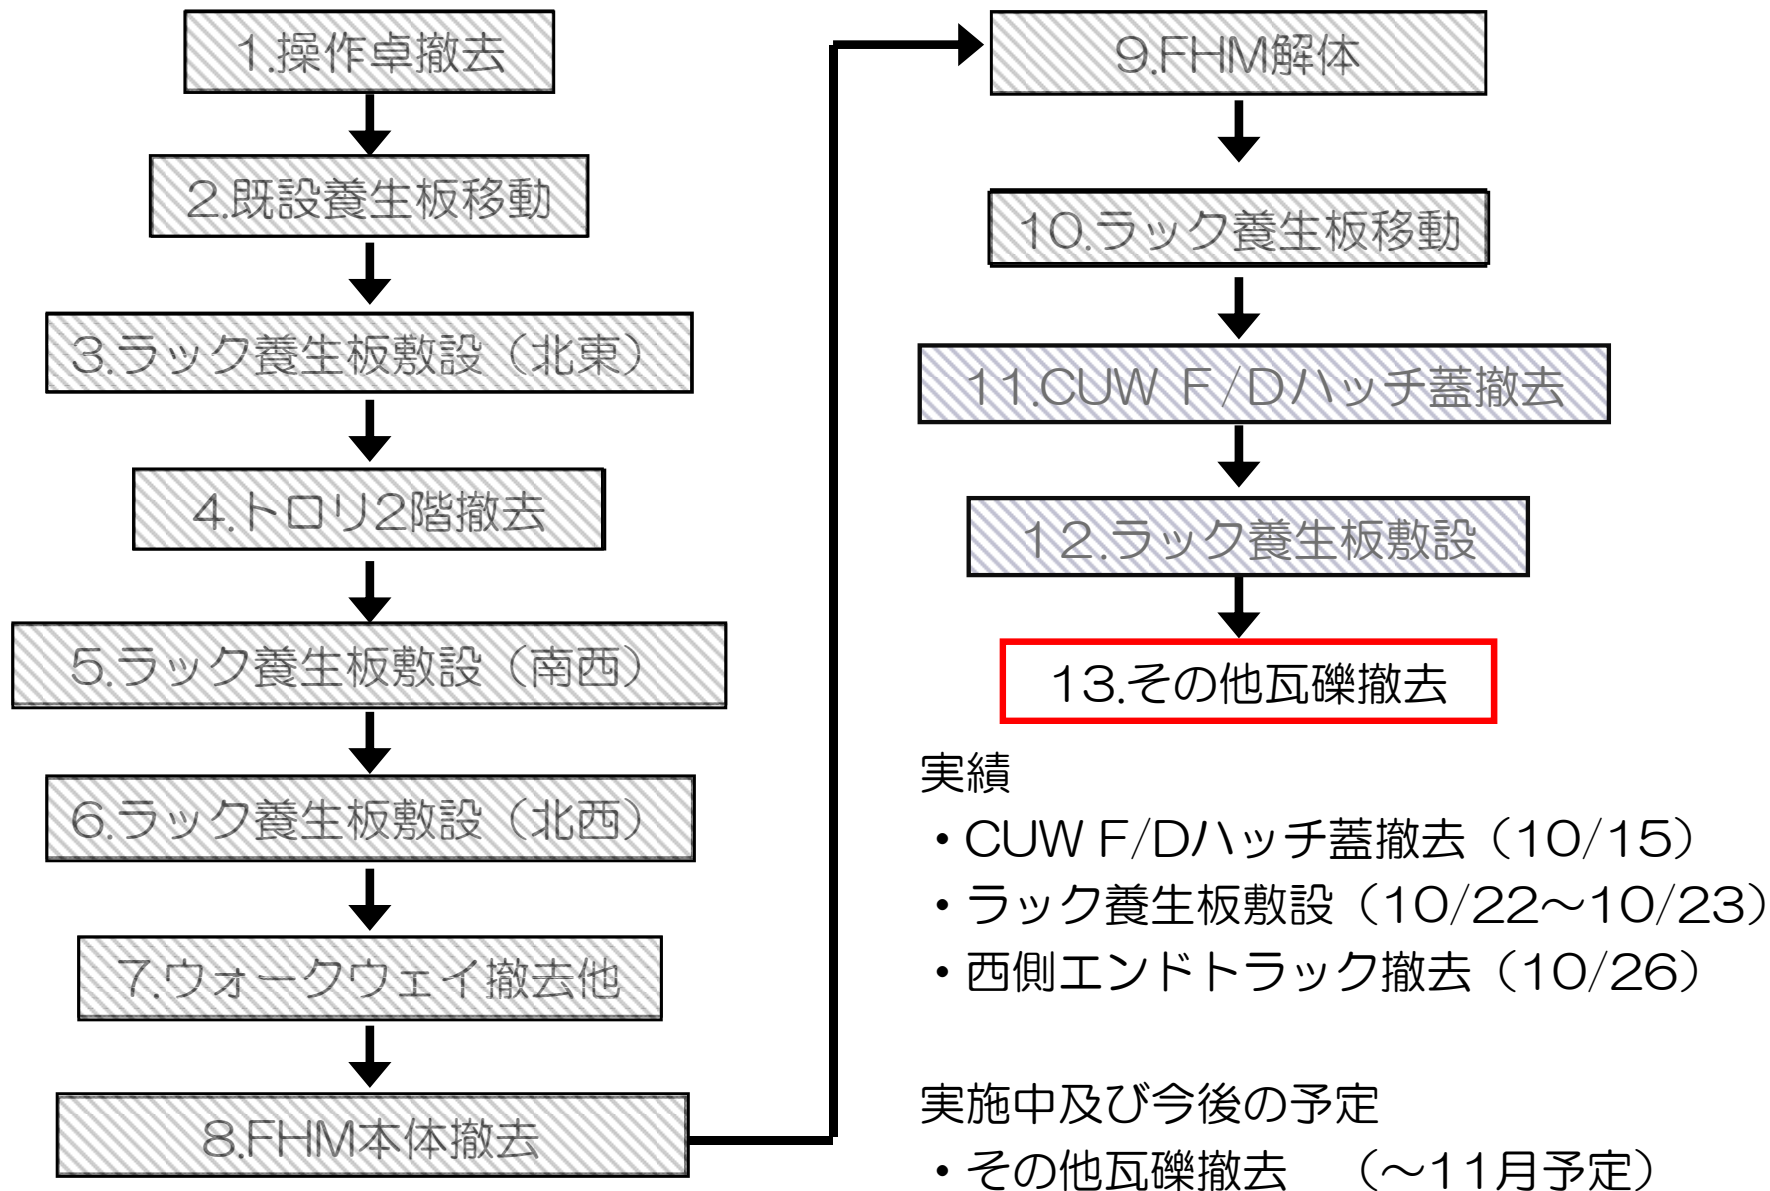 1.操作卓撤去
2.既設養生板移動
3.ラック養生板敷設（北東）
4.トロリ2階撤去
5.ラック養生板敷設（南西）
6.ラック養生板敷設（北西）
7.ウォークウェイ撤去他
8.FHM本体撤去
9.FHM解体
10.ラック養生板移動
11.CUW F/Dハッチ蓋撤去
12.ラック養生板敷設
13.その他瓦礫撤去
実績
・CUW F/Dハッチ蓋撤去（10/15）
・ラック養生板敷設（10/22～10/23）
・西側エンドトラック撤去（10/26）
実施中及び今後の予定
・その他瓦礫撤去　（～11月予定）